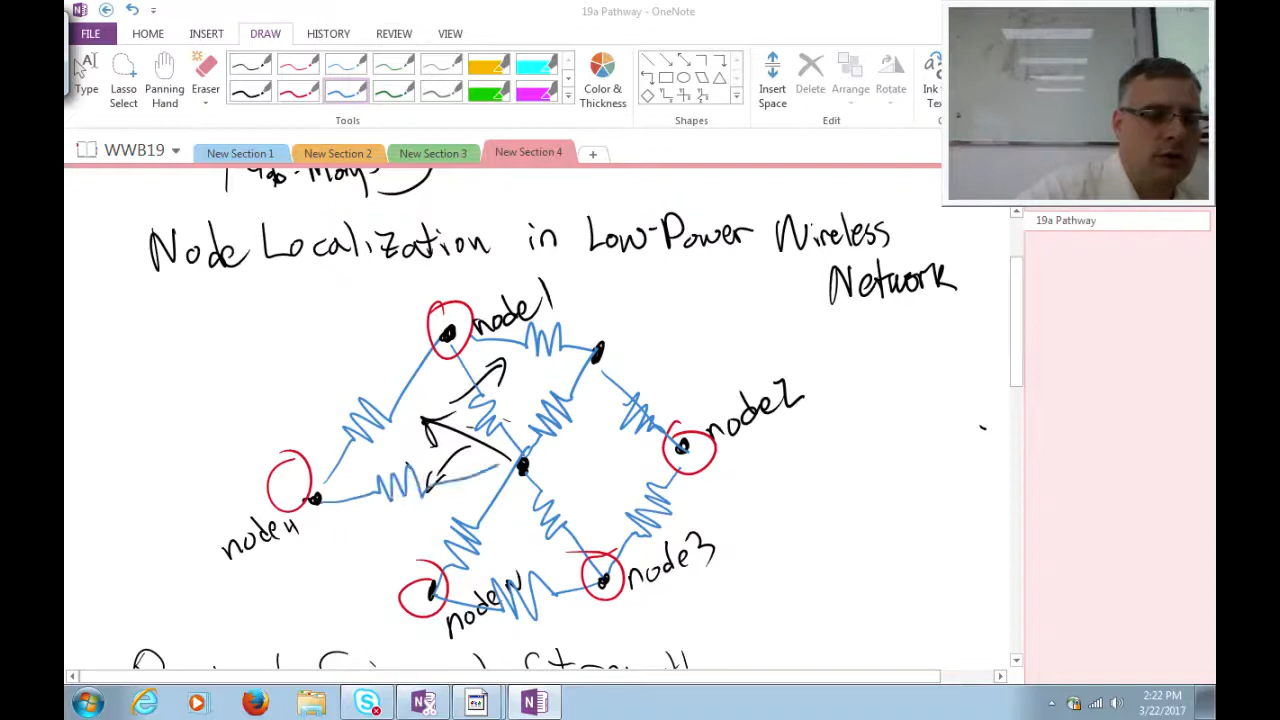 19a Pathway - OneNote
FILE
HOME
INSERT
DRAW
HISTORY
REVIEW
VIEW
Type
Lasso
Select
Panning
Hand
Eraser
Color &
Thickness
Insert
Space
Delete
Arrange
Rotate
Ink to
Tools
Shapes
Edit
WWB19
New Section 1
New Section 2
New Section 3
New Section 4
19a Pathway
Node Localization in Low-Power Wireless
Network
node1
node2
node4
node3
nodeN
2:22 PM
3/22/2017